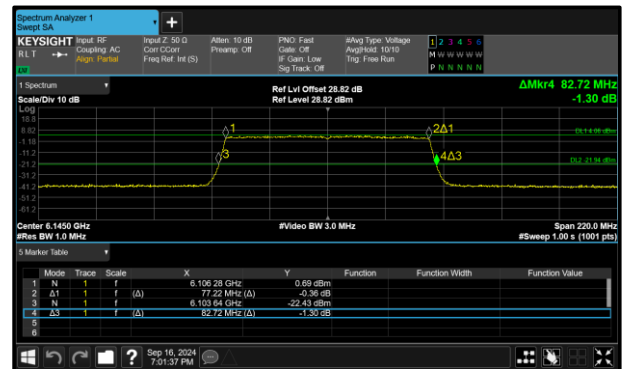 Spectrum Analyzer 1
Swept SA
KEYSIGHT Input: RF Input Z: 50 Ω Atten: 10 dB PNO: Fast #Avg Type: Voltage 1 2 3 4 5 6
R L T Coupling: AC Corr CCorr Preamp: Off Gate: Off Avg|Hold: 10/10 M W W W W W
Align: Partial Freq Ref: Int (S) IF Gain: Low Trig: Free Run
Sig Track: Off P N N N N N
1 Spectrum Ref Lvl Offset 28.82 dB ΔMkr4 82.72 MHz
Scale/Div 10 dB Ref Level 28.82 dBm -1.30 dB
Log
18.8
8.82 1 2Δ1 DL1 4.06 dBm
-1.18
-11.2 3 4Δ3
-21.2 DL2 -21.94 dBm
-31.2
-41.2
-51.2
-61.2
Center 6.1450 GHz #Video BW 3.0 MHz Span 220.0 MHz
#Res BW 1.0 MHz #Sweep 1.00 s (1001 pts)
5 Marker Table
Mode Trace Scale X Y Function Function Width Function Value
1 N 1 f 6.106 28 GHz 0.69 dBm
2 Δ1 1 f (Δ) 77.22 MHz (Δ) -0.36 dB
3 N 1 f 6.103 64 GHz -22.43 dBm
4 Δ3 1 f (Δ) 82.72 MHz (Δ) -1.30 dB
5
6
Sep 16, 2024
7:01:37 PM